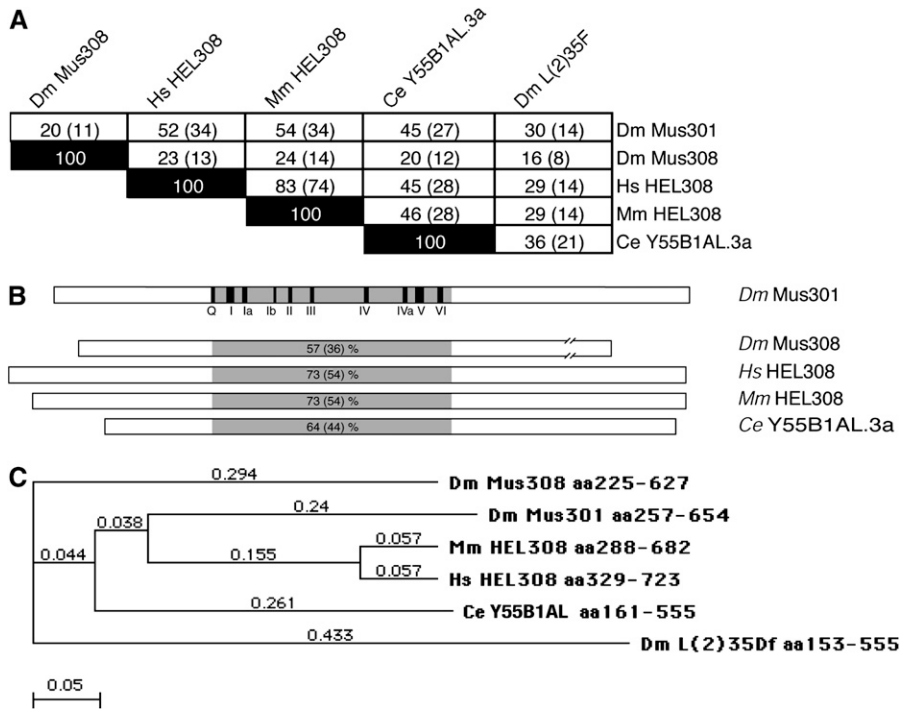 A
Dm Mus308
Hs HEL308
Mm HEL308
Ce Y55B1AL.3a
Dm L(2)35F
20 (11) 52 (34) 54 (34) 45 (27) 30 (14) Dm Mus301
100 23 (13) 24 (14) 20 (12) 16 (8) Dm Mus308
100 83 (74) 45 (28) 29 (14) Hs HEL308
100 46 (28) 29 (14) Mm HEL308
100 36 (21) Ce Y55B1AL.3a
B
Dm Mus301
Q I Ia Ib II III IV IVa V VI
57 (36) % Dm Mus308
73 (54) % Hs HEL308
73 (54) % Mm HEL308
64 (44) % Ce Y55B1AL.3a
C
0.294 Dm Mus308 aa225-627
0.24 Dm Mus301 aa257-654
0.038
0.057 Mm HEL308 aa288-682
0.044 0.155
0.057 Hs HEL308 aa329-723
0.261 Ce Y55B1AL aa161-555
0.433 Dm L(2)35Df aa153-555
0.05